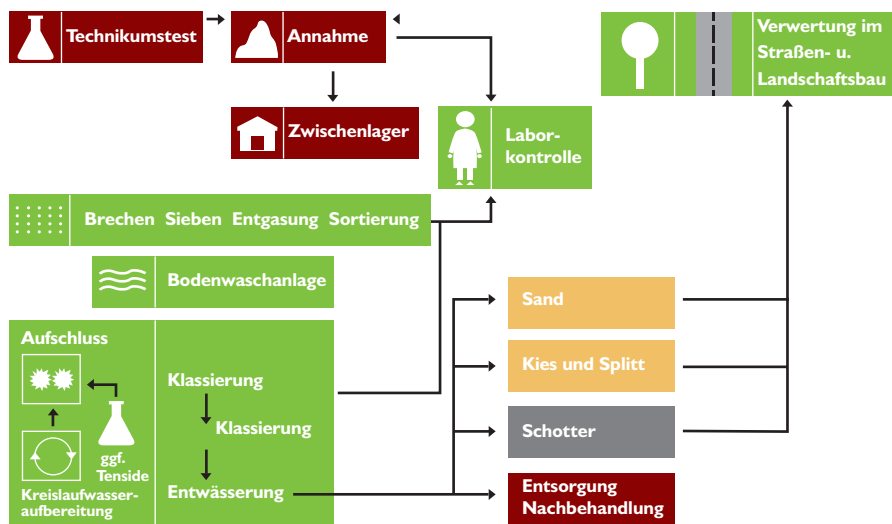 Technikumstest
Annahme
Verwertung im
Straßen- u.
Landschaftsbau
Zwischenlager
Labor-
kontrolle
Brechen Sieben Entgasung Sortierung
Bodenwaschanlage
Aufschluss
ggf.
Tenside
Kreislaufwasser-
aufbereitung
Klassierung
Klassierung
Entwässerung
Sand
Kies und Splitt
Schotter
Entsorgung
Nachbehandlung